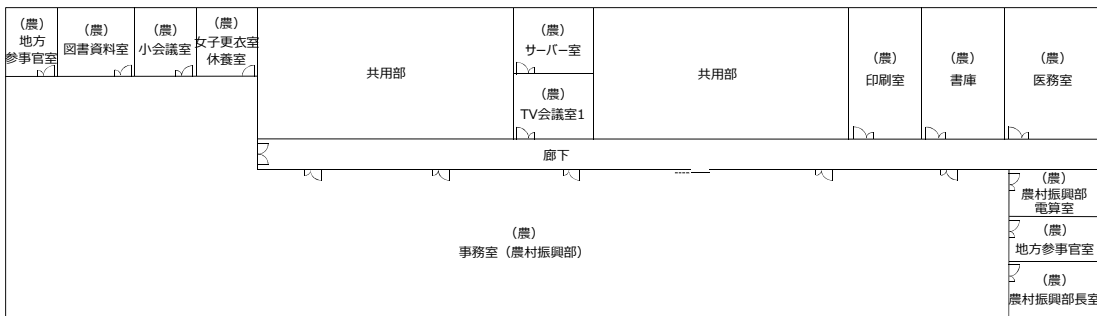 （農）
地方
参事官室
（農）
図書資料室
（農）
小会議室
（農）
女子更衣室
休養室
共用部
（農）
サーバー室
（農）
TV会議室1
共用部
（農）
印刷室
（農）
書庫
（農）
医務室
廊下
（農）
農村振興部
電算室
（農）
事務室（農村振興部）
（農）
地方参事官室
（農）
農村振興部長室